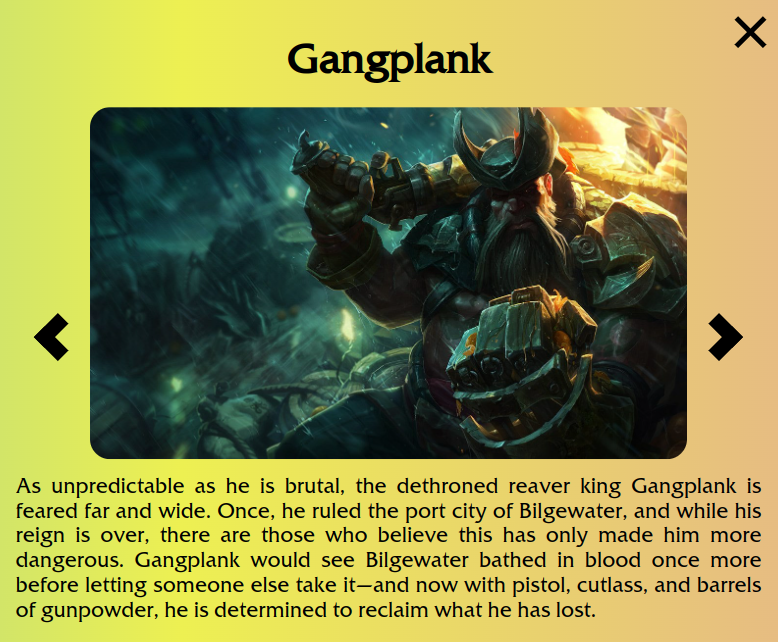 Gangplank
As unpredictable as he is brutal, the dethroned reaver king Gangplank is
feared far and wide. Once, he ruled the port city of Bilgewater, and while his
reign is over, there are those who believe this has only made him more
dangerous. Gangplank would see Bilgewater bathed in blood once more
before letting someone else take it—and now with pistol, cutlass, and barrels
of gunpowder, he is determined to reclaim what he has lost.